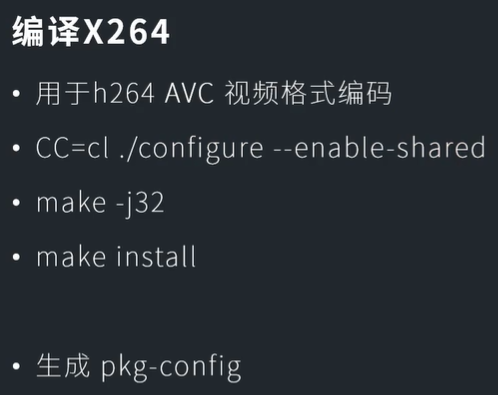 编译X264
• 用于h264 AVC 视频格式编码
• CC=cl ./configure --enable-shared
• make -j32
• make install
• 生成 pkg-config